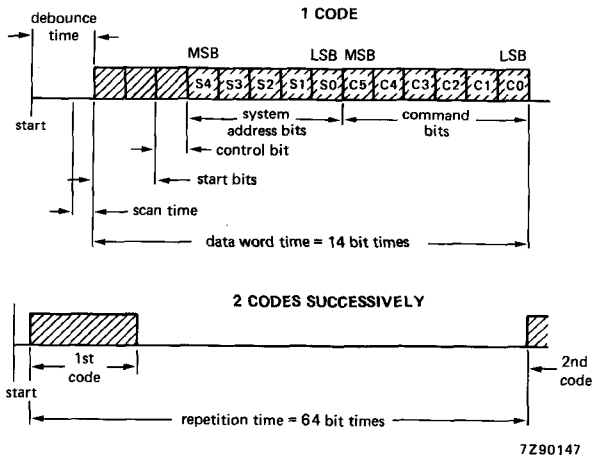 1 CODE
debounce
time
MSB LSB MSB LSB
S4 S3 S2 S1 S0 C5 C4 C3 C2 C1 C0
start
system
address bits
command
bits
control bit
start bits
scan time
data word time = 14 bit times
2 CODES SUCCESSIVELY
1st
code
2nd
code
start
repetition time = 64 bit times
7Z90147